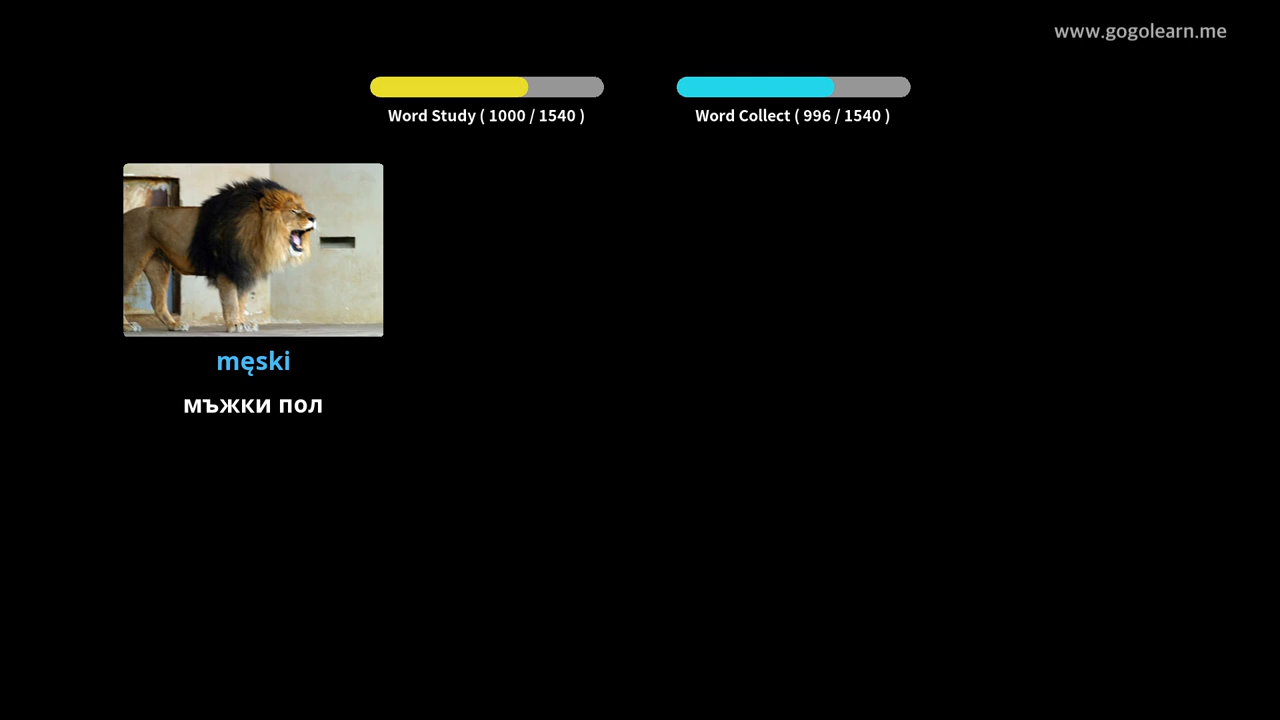 www.gogolearn.me
Word Study ( 1000 / 1540 )
Word Collect ( 996 / 1540 )
męski
мъжки пол